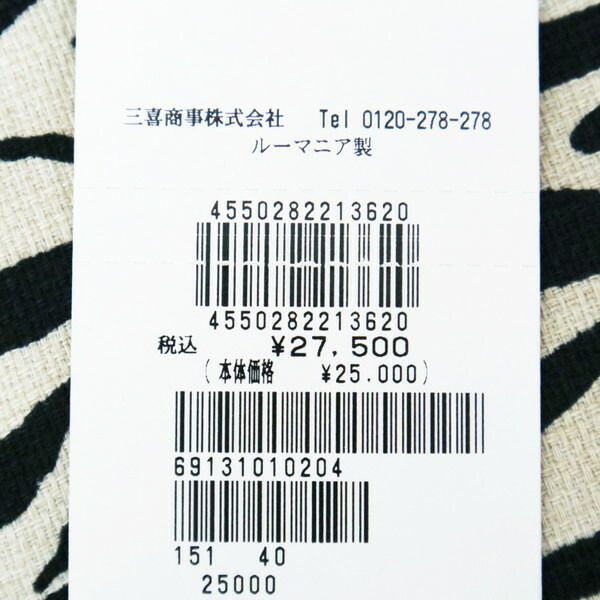 三喜商事株式会社 Tel 0120-278-278
ルーマニア製
4550282213620
4550282213620
税込 ¥27,500
(本体価格 ¥25.000)
69131010204
151 40
25000